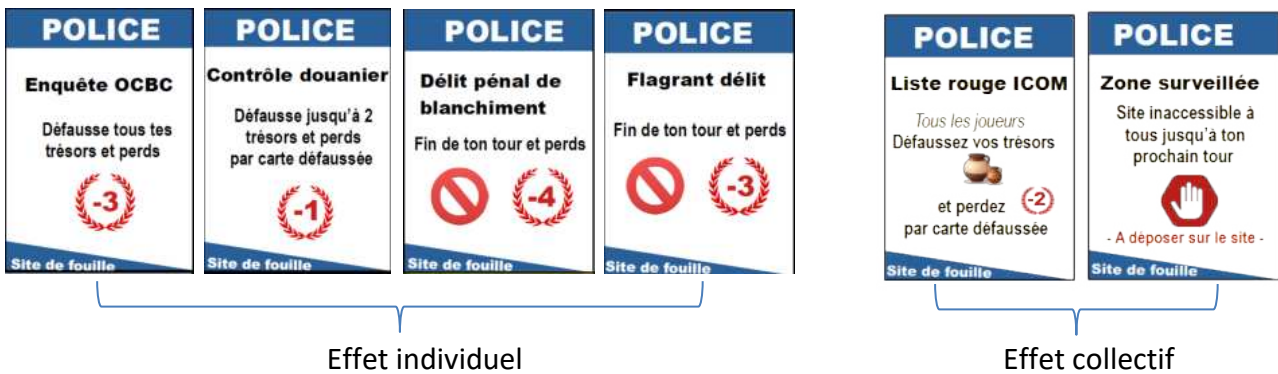 POLICE
Enquête OCBC
Défausse tous tes
trésors et perds
-3
Site de fouille
POLICE
Contrôle douanier
Défausse jusqu'à 2
trésors et perds
par carte défaussée
-1
Site de fouille
POLICE
Délit pénal de
blanchiment
Fin de ton tour et perds
-4
Site de fouille
POLICE
Flagrant délit
Fin de ton tour et perds
-3
Site de fouille
Effet individuel
POLICE
Liste rouge ICOM
Tous les joueurs
Défaussez vos trésors
et perdez -2
par carte défaussée
Site de fouille
POLICE
Zone surveillée
Site inaccessible à
tous jusqu'à ton
prochain tour
- A déposer sur le site -
Site de fouille
Effet collectif